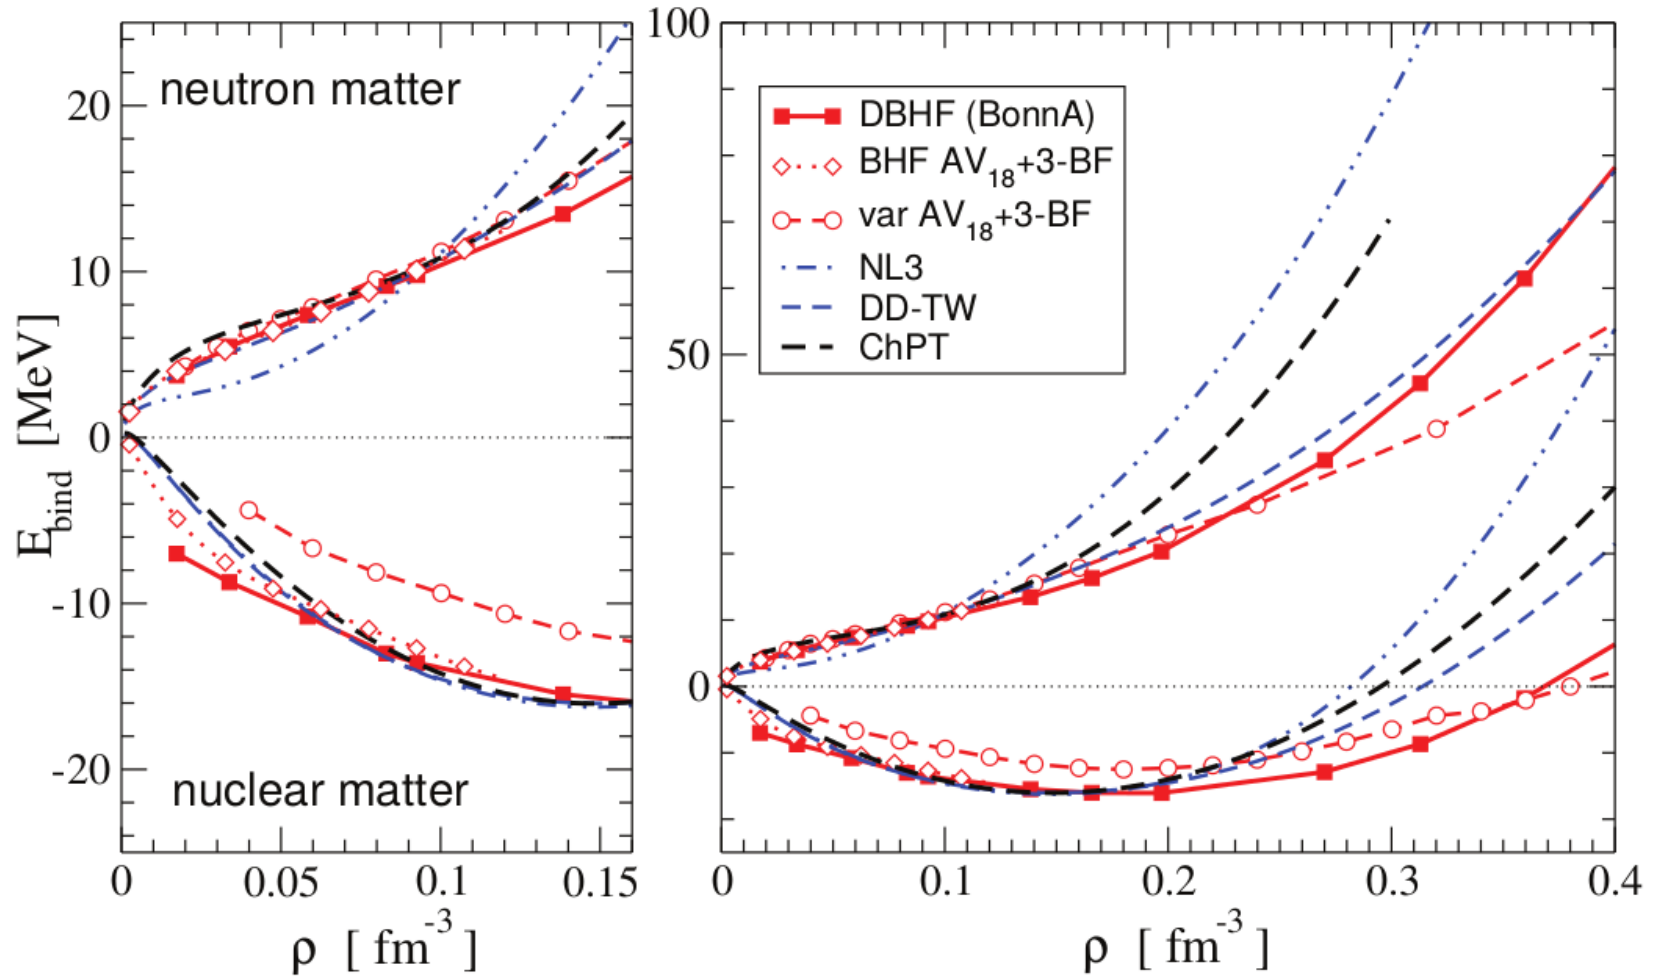 neutron matter
nuclear matter
E_bind [MeV]
20
10
0
-10
-20
0
0.05
0.1
0.15
ρ [ fm^-3 ]
100
50
0
0
0.1
0.2
0.3
0.4
ρ [ fm^-3 ]
DBHF (BonnA)
BHF AV_18+3-BF
var AV_18+3-BF
NL3
DD-TW
ChPT